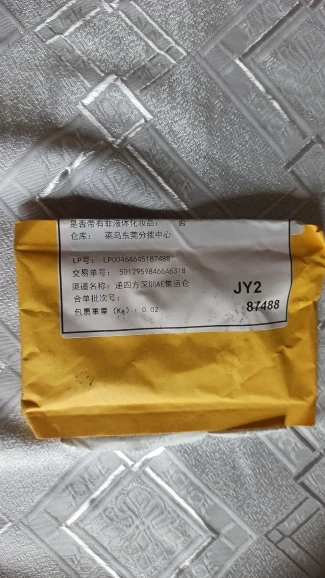 是否带有非液体化妆品： 否
仓库： 菜鸟东莞分拨中心
LP号： LP00464645187488
交易单号： 5012959846646318
渠道名称：递四方深圳AE集运仓
合单批次号：
包裹重量（Kg）：0.02
JY2
87488